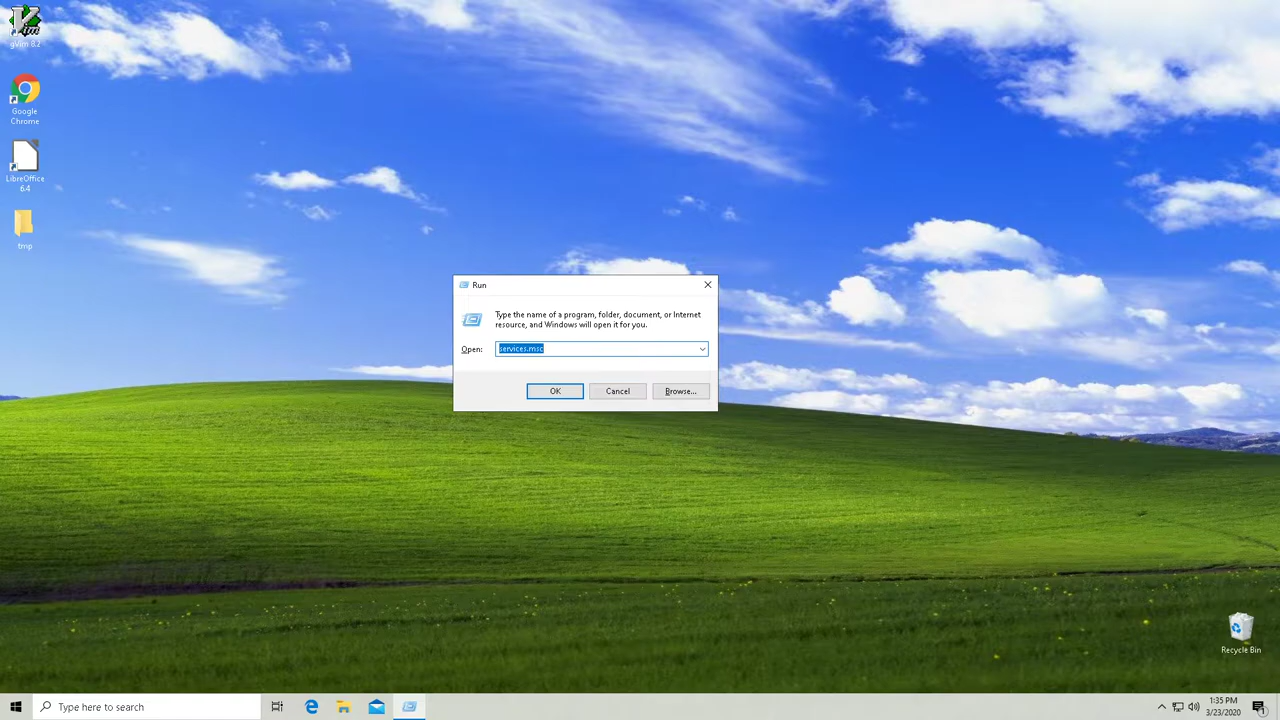 gVim 8.2
Google
Chrome
LibreOffice
6.4
tmp
Run
Type the name of a program, folder, document, or Internet
resource, and Windows will open it for you.
Open:
services.msc
OK
Cancel
Browse...
Recycle Bin
Type here to search
1:35 PM
3/23/2020
1